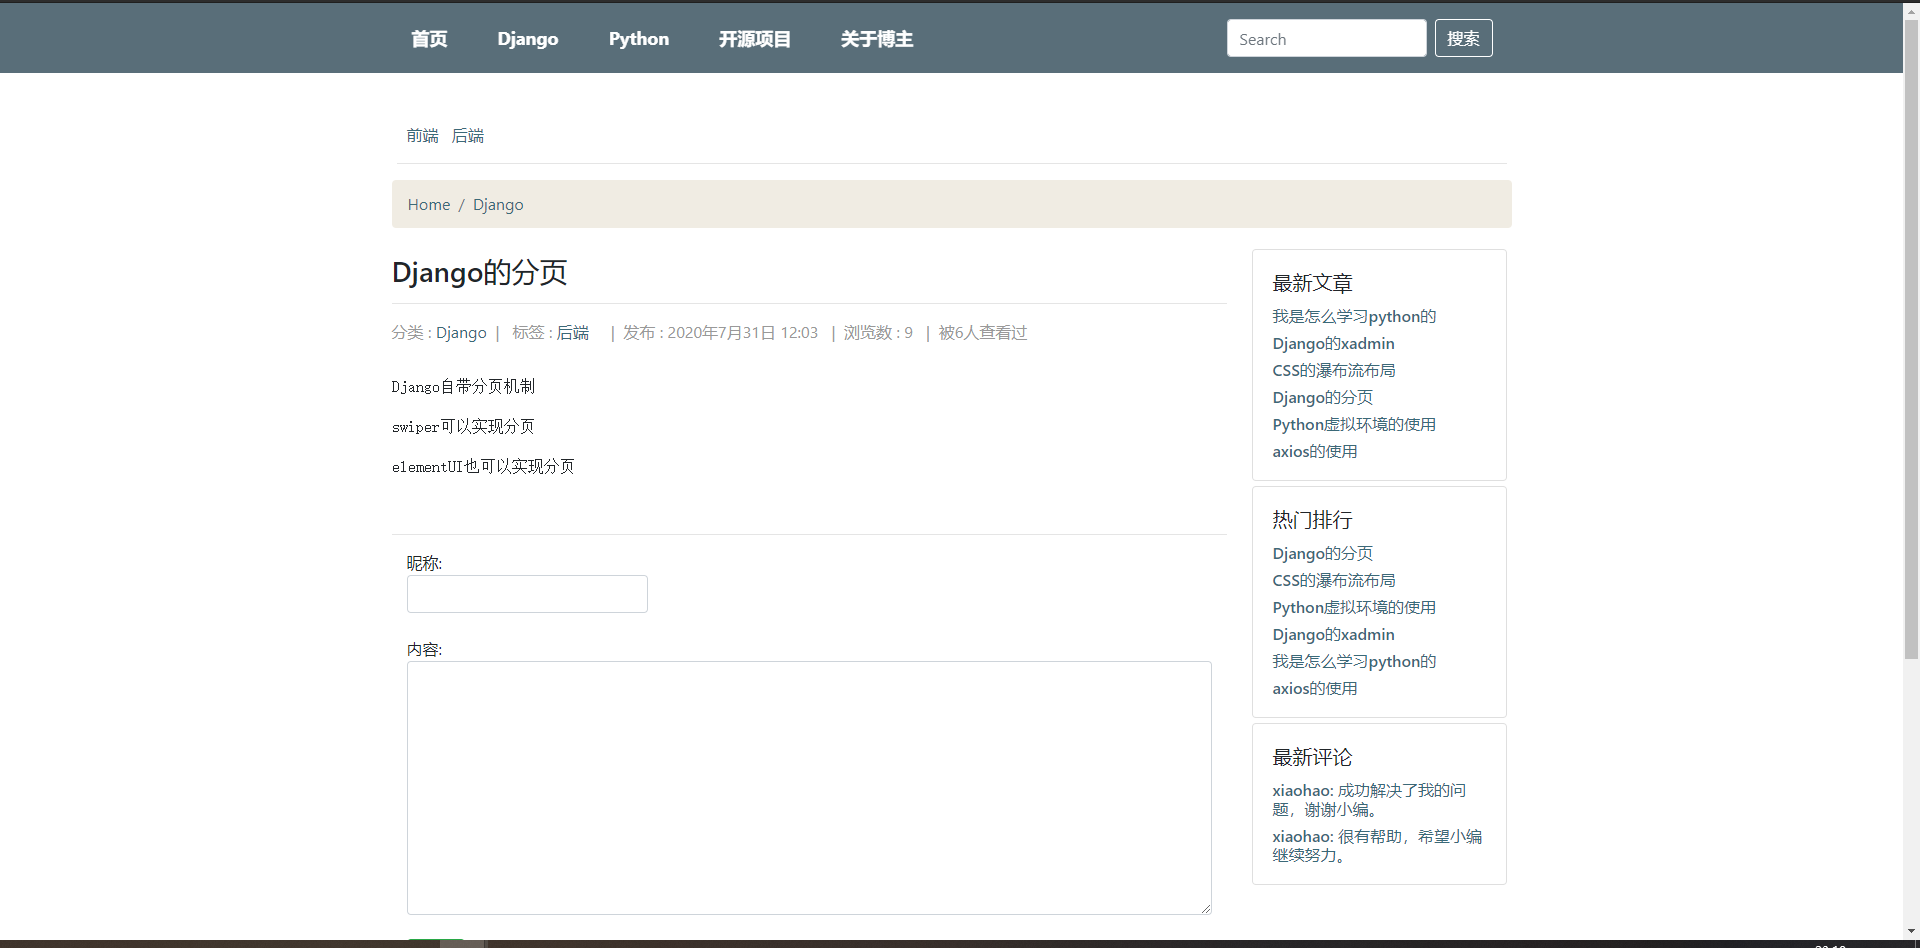 首页 Django Python 开源项目 关于博主 Search 搜索
前端 后端
Home / Django
Django的分页
分类 : Django | 标签 : 后端 | 发布 : 2020年7月31日 12:03 | 浏览数 : 9 | 被6人查看过
Django自带分页机制
swiper可以实现分页
elementUI也可以实现分页
昵称:
内容:
最新文章
我是怎么学习python的
Django的xadmin
CSS的瀑布流布局
Django的分页
Python虚拟环境的使用
axios的使用
热门排行
Django的分页
CSS的瀑布流布局
Python虚拟环境的使用
Django的xadmin
我是怎么学习python的
axios的使用
最新评论
xiaohao: 成功解决了我的问
题，谢谢小编。
xiaohao: 很有帮助，希望小编
继续努力。